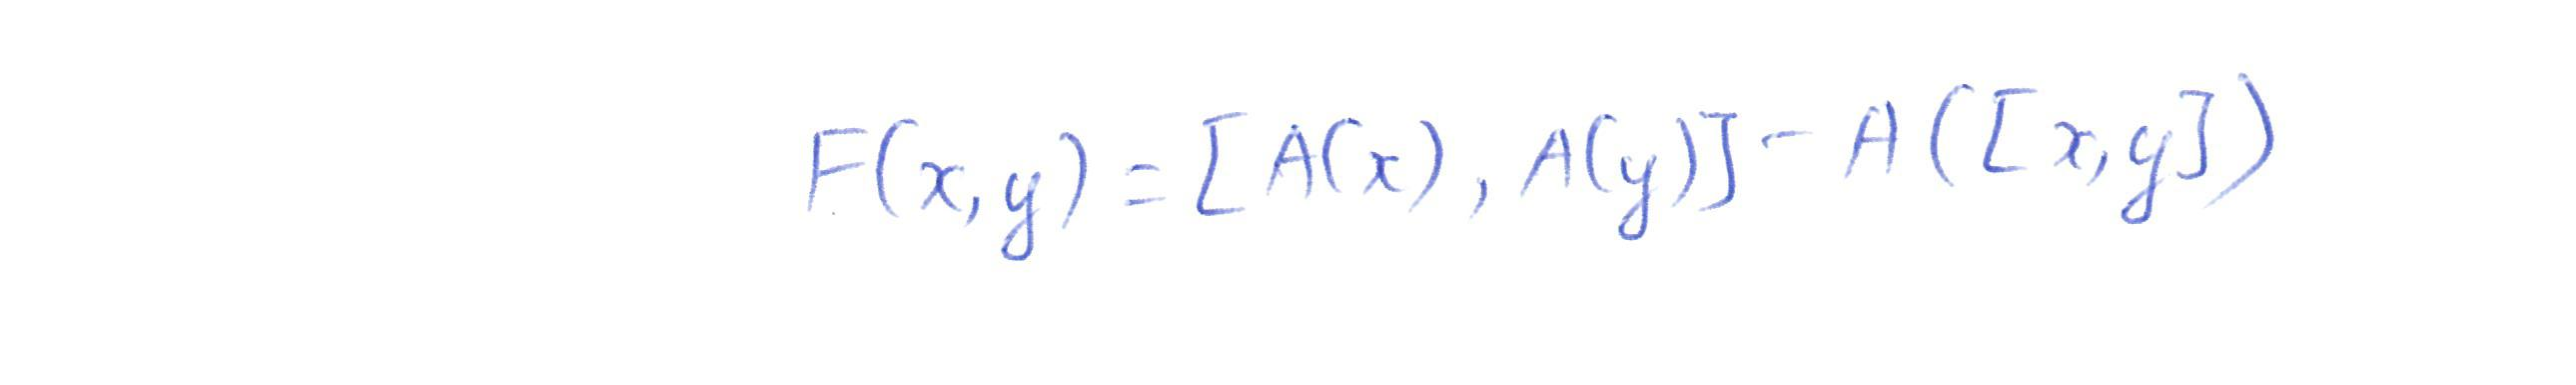 F(x,y) = [A(x), A(y)] - A([x,y])